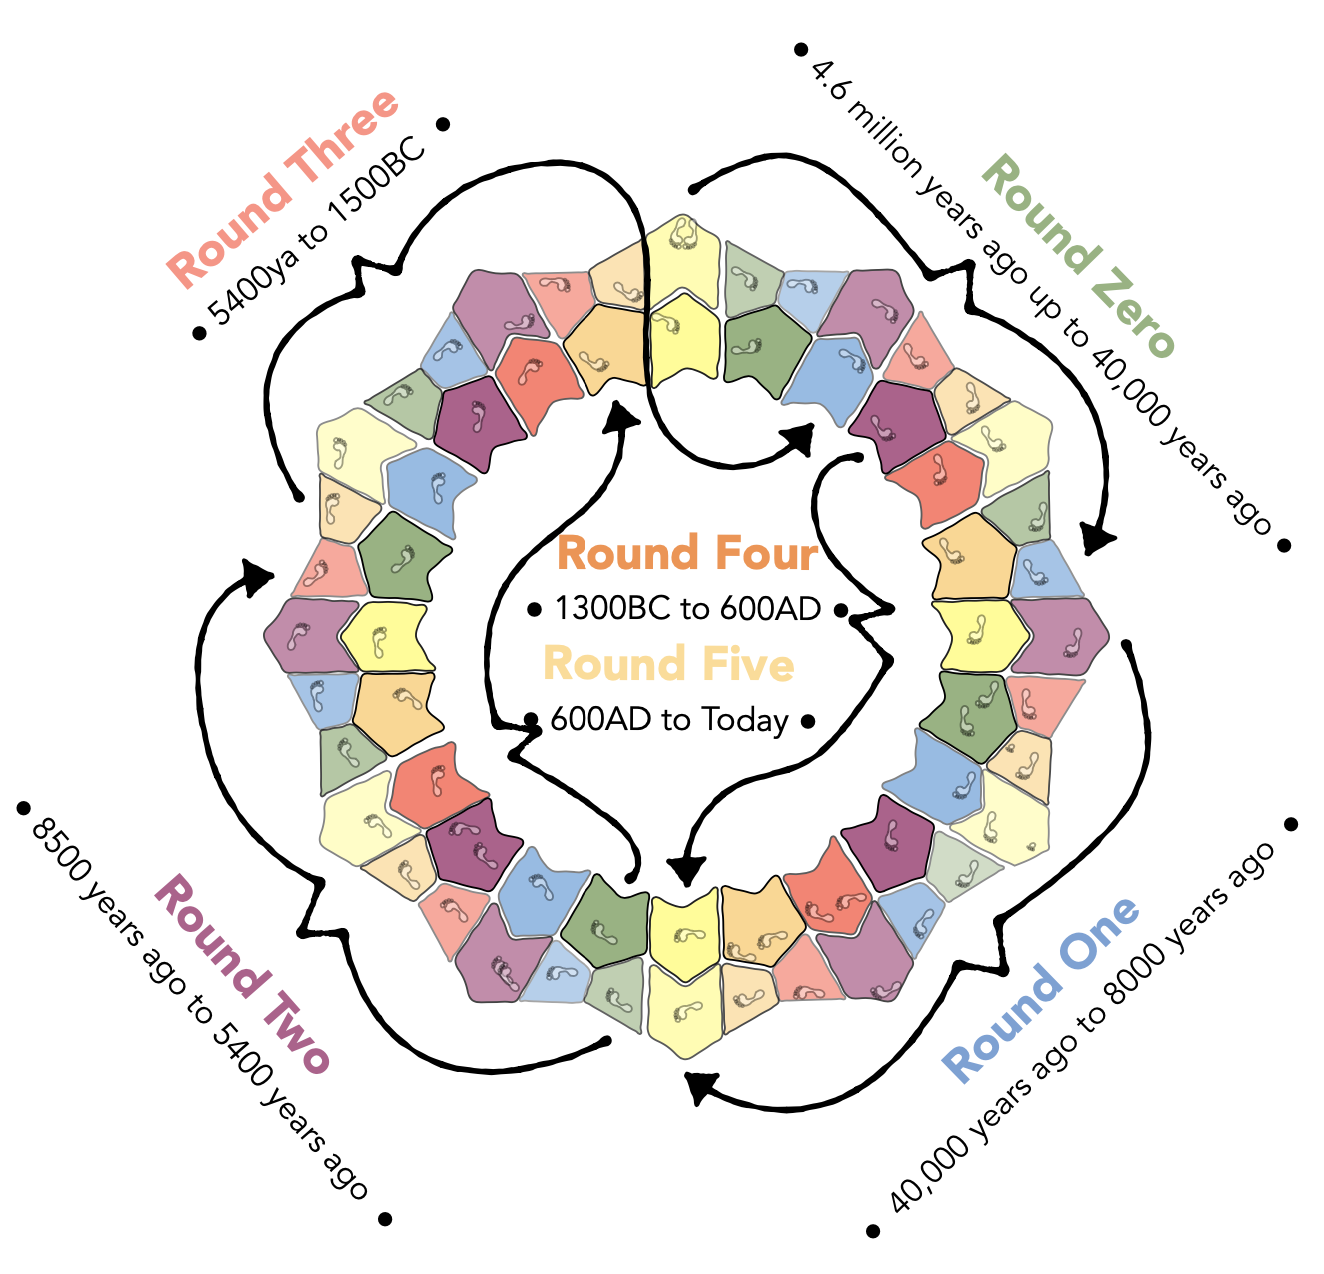 Round Three
5400ya to 1500BC
Round Zero
4.6 million years ago up to 40,000 years ago
Round Four
1300BC to 600AD
Round Five
600AD to Today
Round Two
8500 years ago to 5400 years ago
Round One
40,000 years ago to 8000 years ago